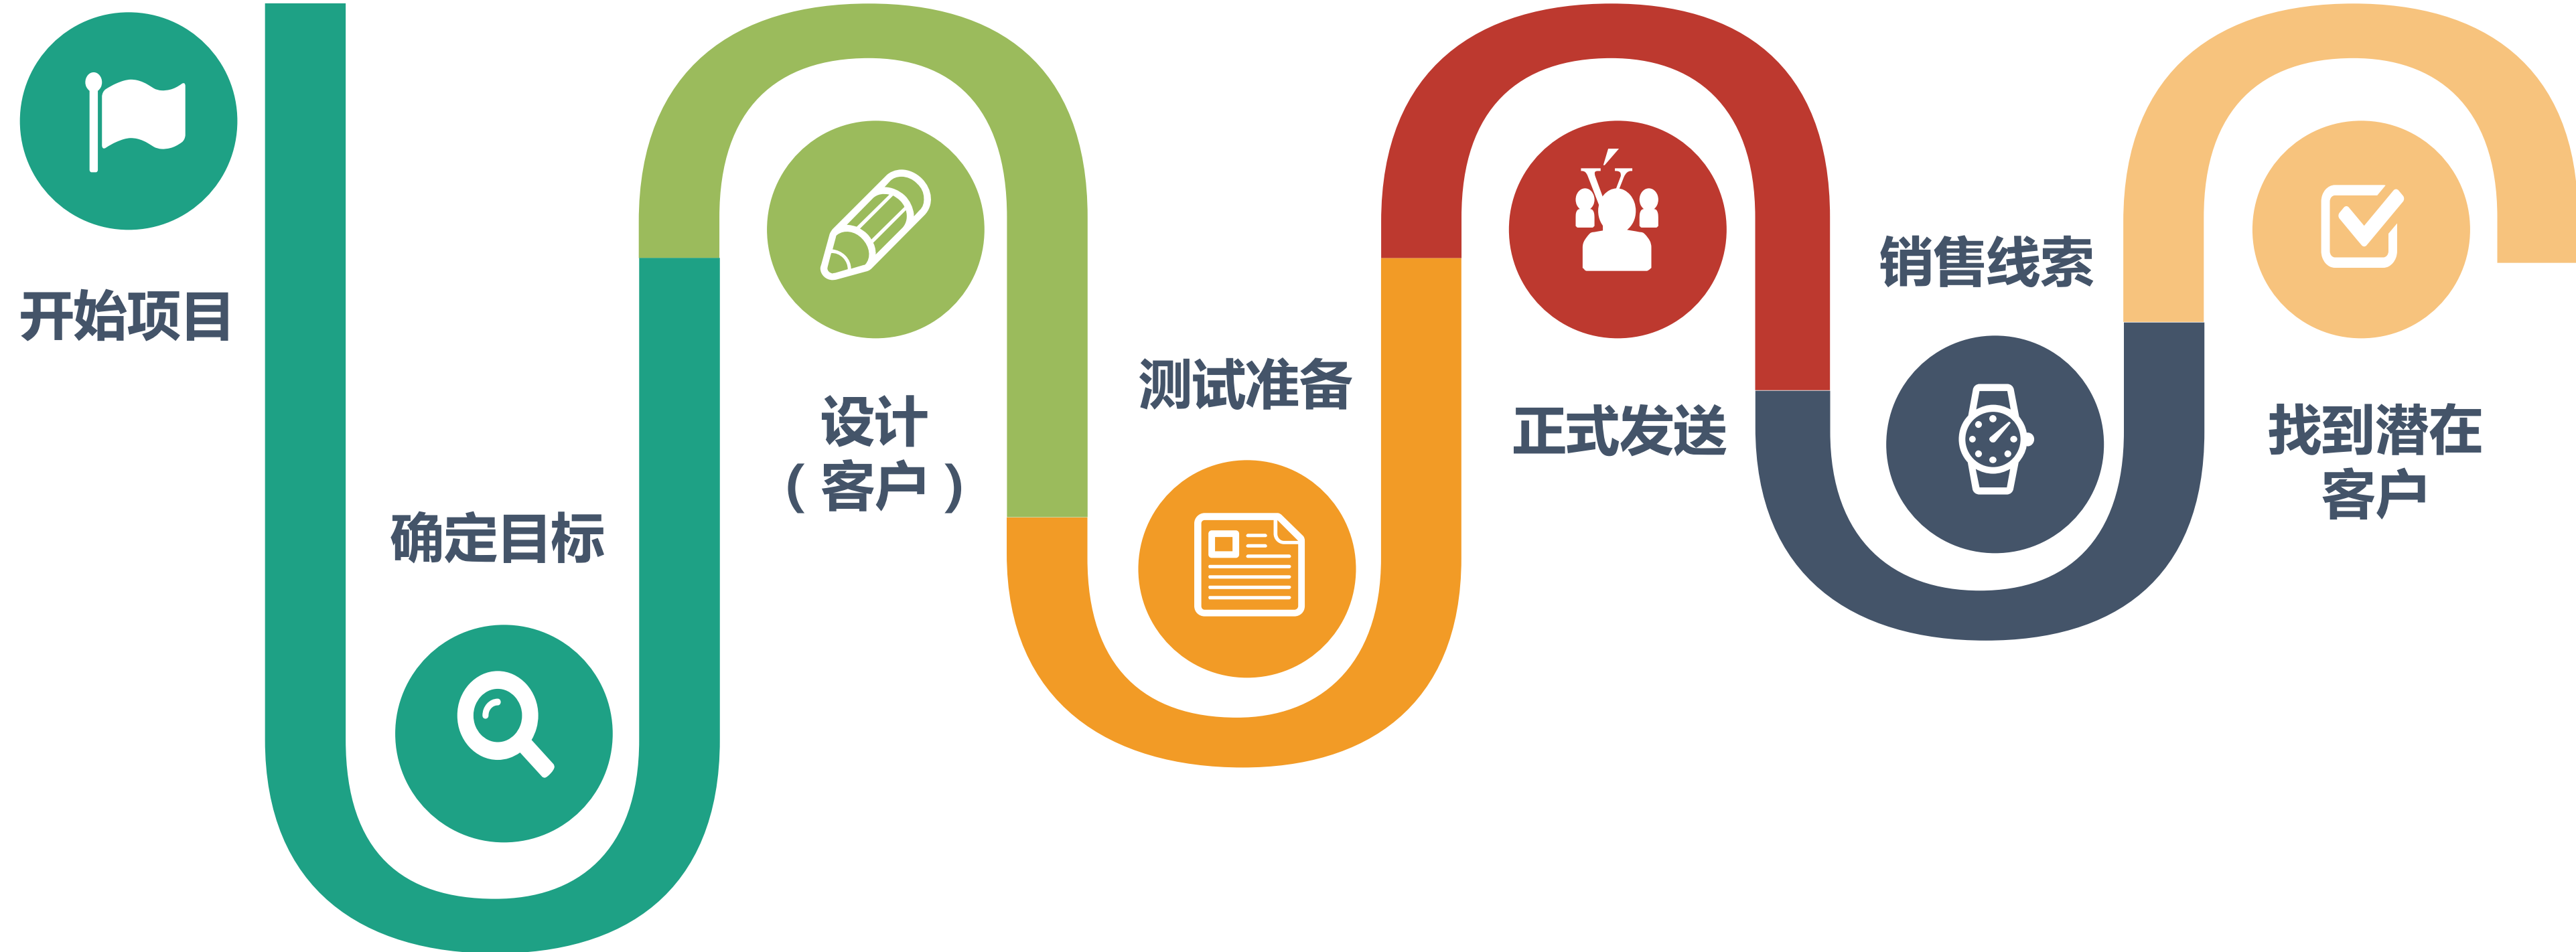 开始项目
确定目标
设计
（客户）
测试准备
正式发送
销售线索
找到潜在
客户